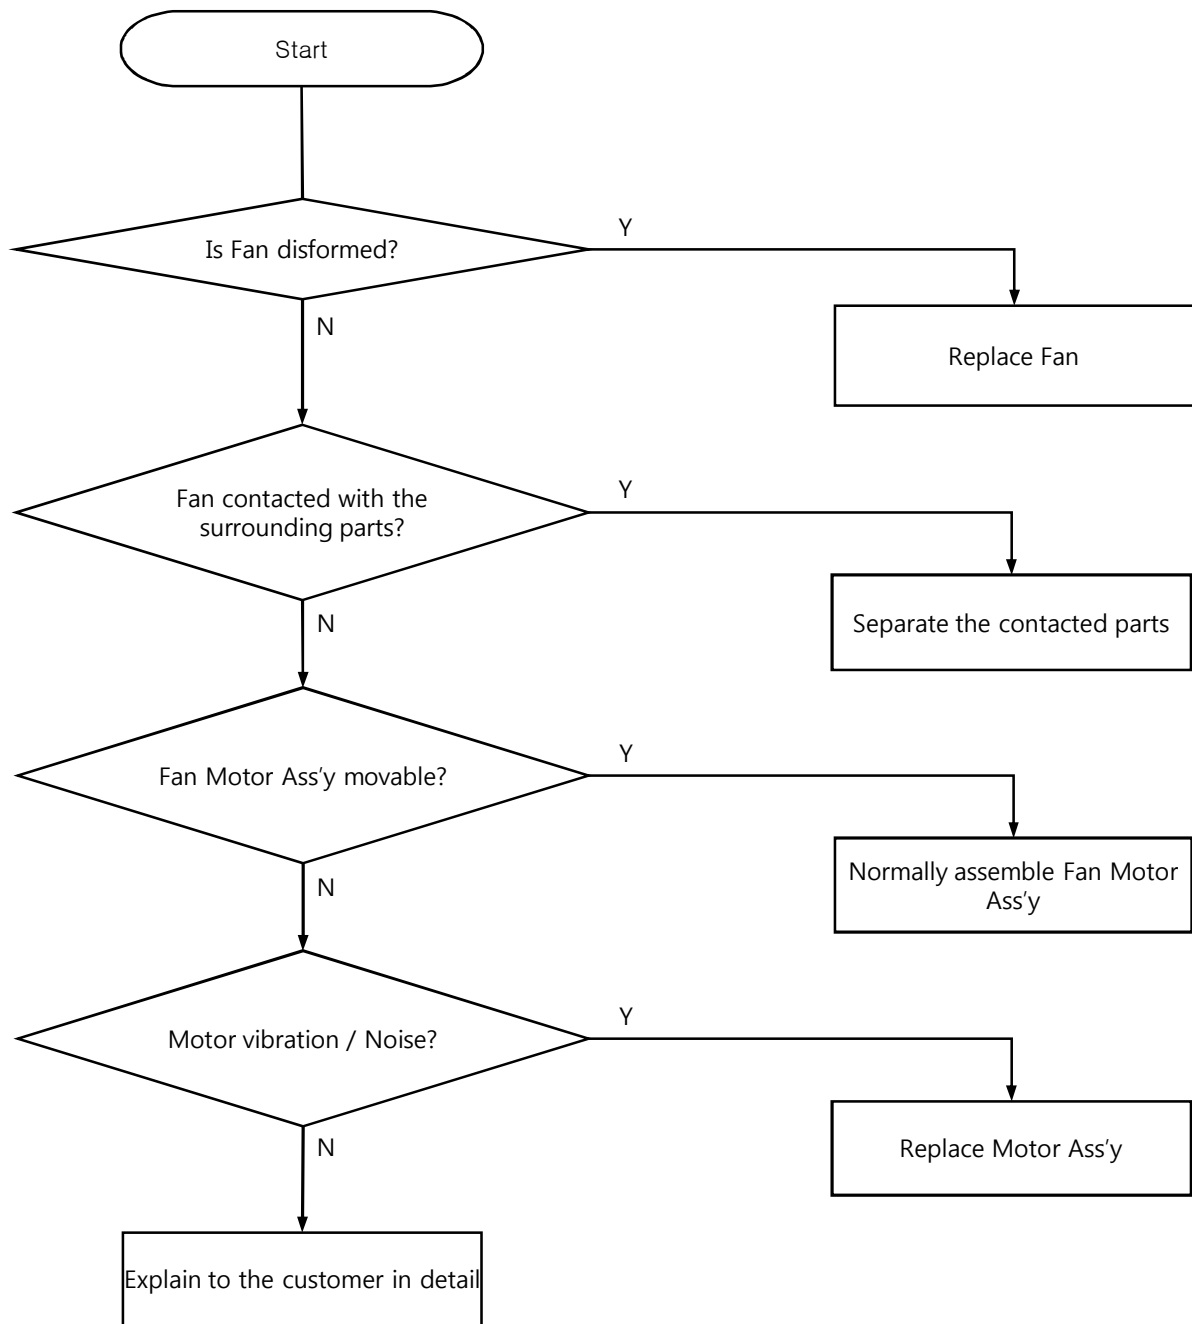 Start
Is Fan disformed?
Y
N
Replace Fan
Fan contacted with the
surrounding parts?
Y
N
Separate the contacted parts
Fan Motor Ass’y movable?
Y
N
Normally assemble Fan Motor
Ass’y
Motor vibration / Noise?
Y
N
Replace Motor Ass’y
Explain to the customer in detail